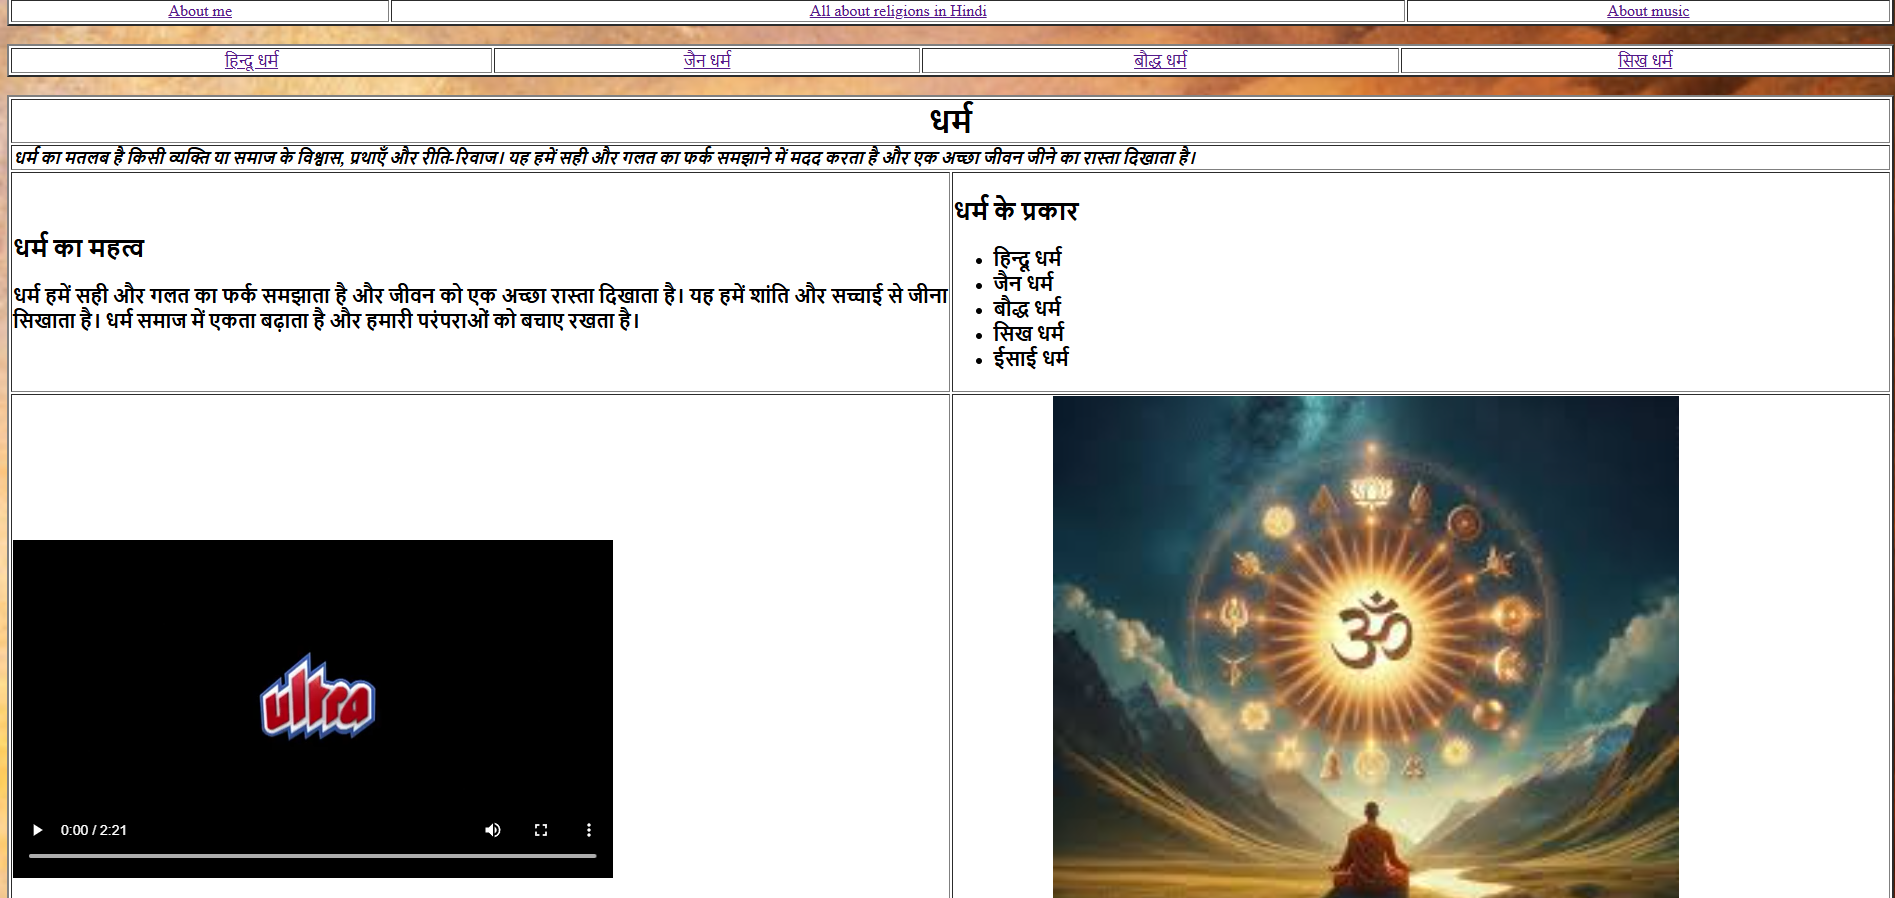 About me
All about religions in Hindi
About music
हिन्दू धर्म
जैन धर्म
बौद्ध धर्म
सिख धर्म
धर्म
धर्म का मतलब है किसी व्यक्ति या समाज के विश्वास, प्रथाएँ और रीति-रिवाज। यह हमें सही और गलत का फर्क समझाने में मदद करता है और एक अच्छा जीवन जीने का रास्ता दिखाता है।
धर्म का महत्व
धर्म हमें सही और गलत का फर्क समझाता है और जीवन को एक अच्छा रास्ता दिखाता है। यह हमें शांति और सच्चाई से जीना
सिखाता है। धर्म समाज में एकता बढ़ाता है और हमारी परंपराओं को बचाए रखता है।
धर्म के प्रकार
हिन्दू धर्म
जैन धर्म
बौद्ध धर्म
सिख धर्म
ईसाई धर्म
ultra
0:00 / 2:21
ॐ